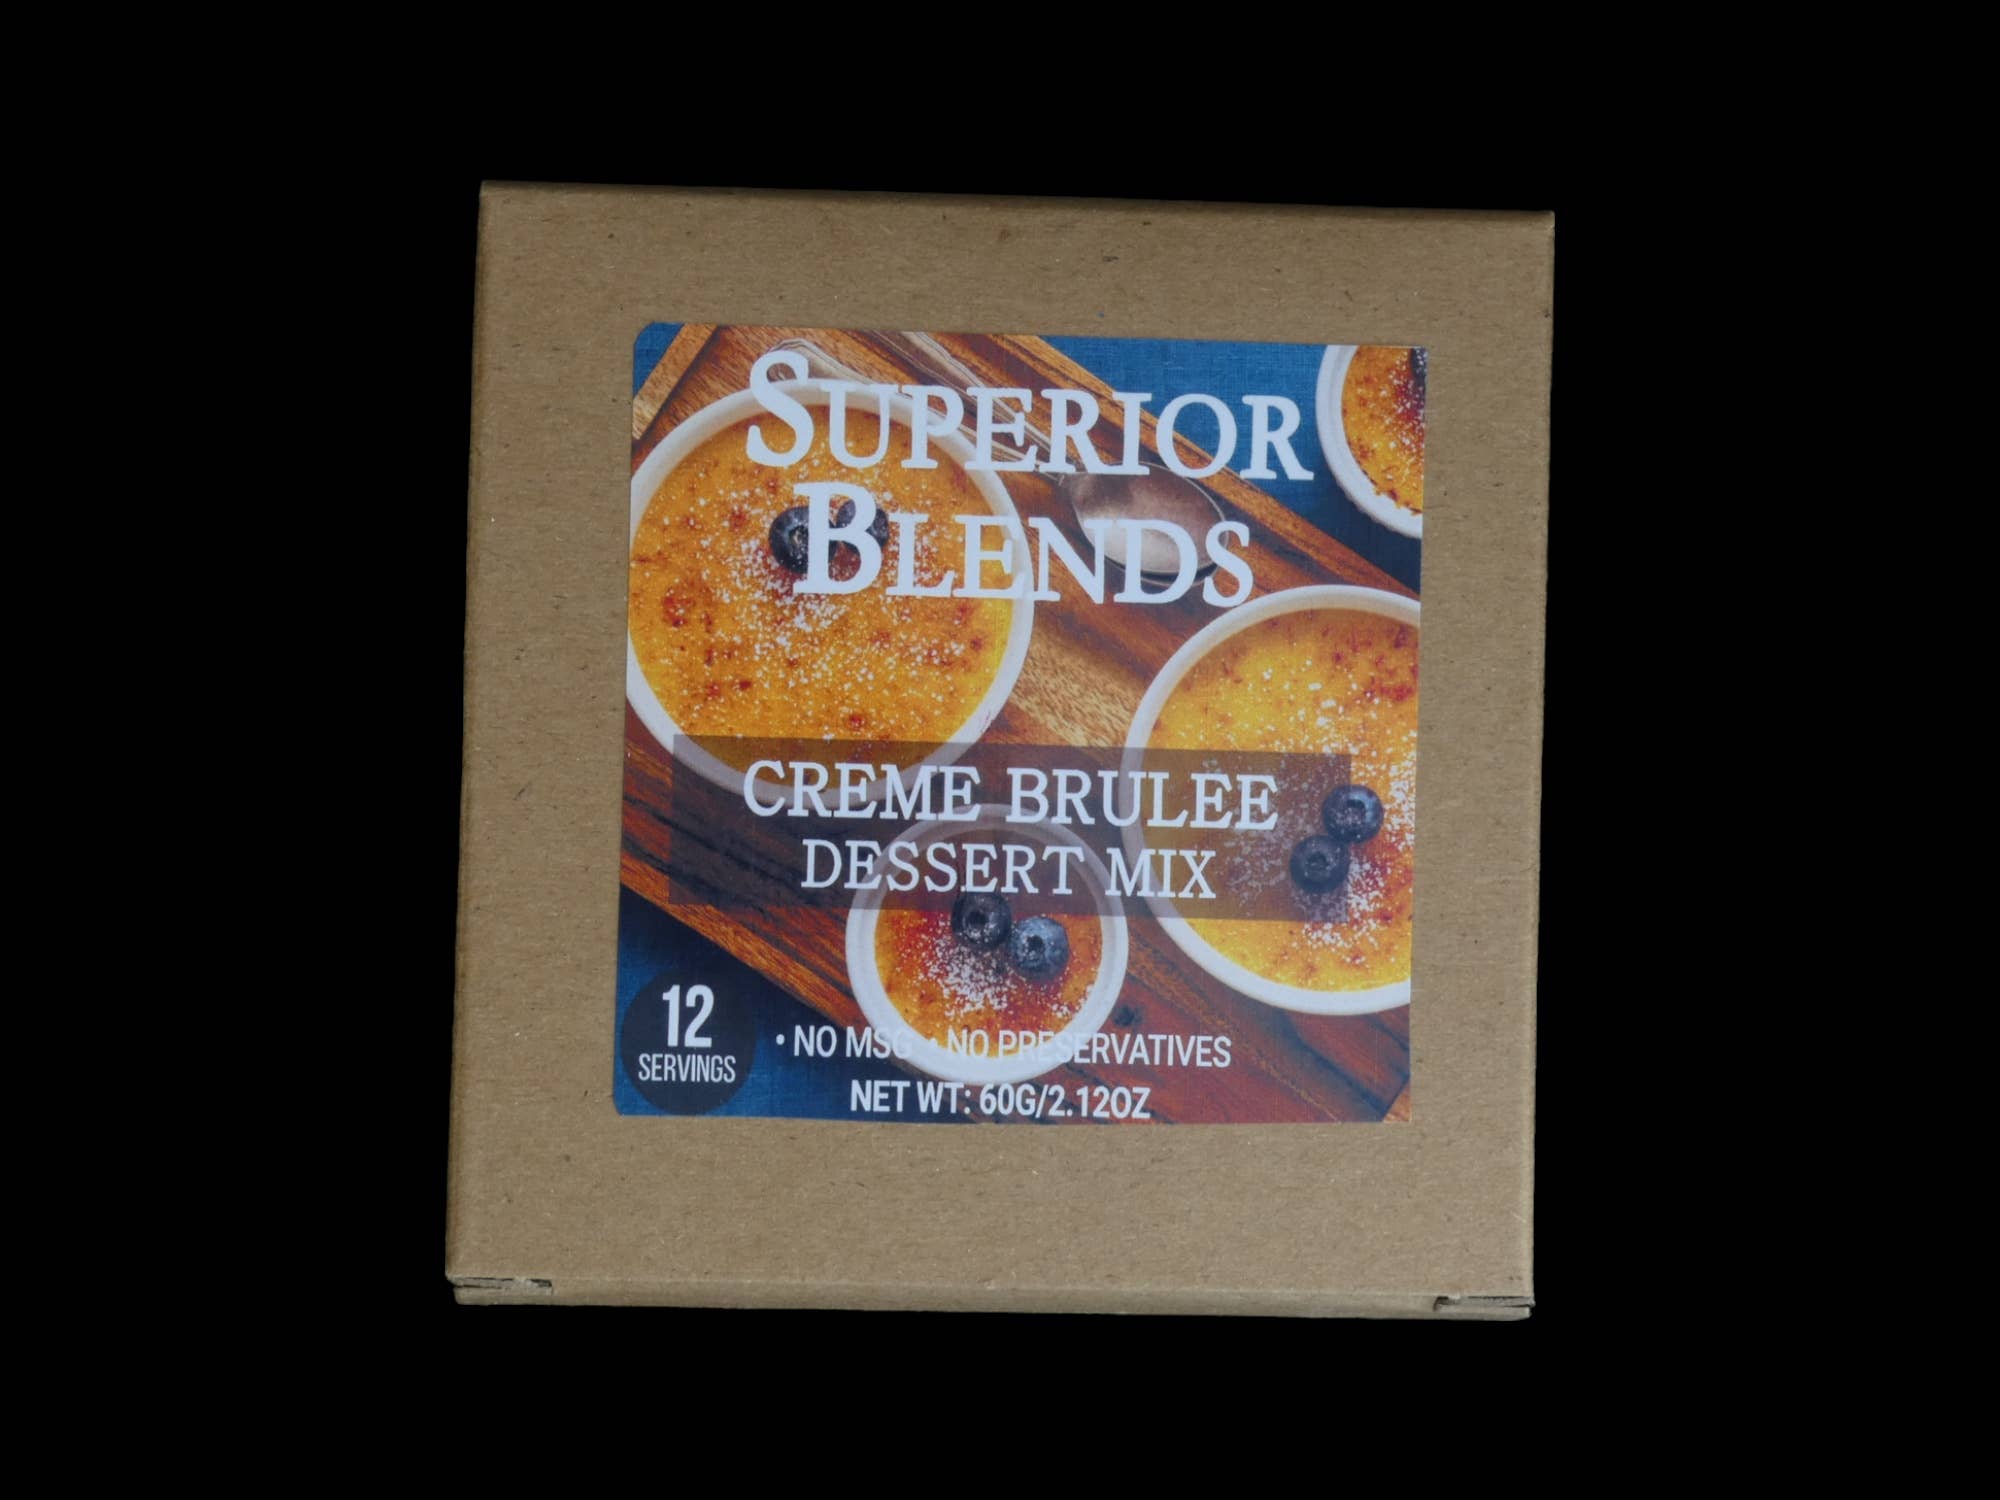 SUPERIOR
BLENDS
CREME BRULEE
DESSERT MIX
12
SERVINGS
• NO MSG • NO PRESERVATIVES
NET WT: 60G/2.12OZ